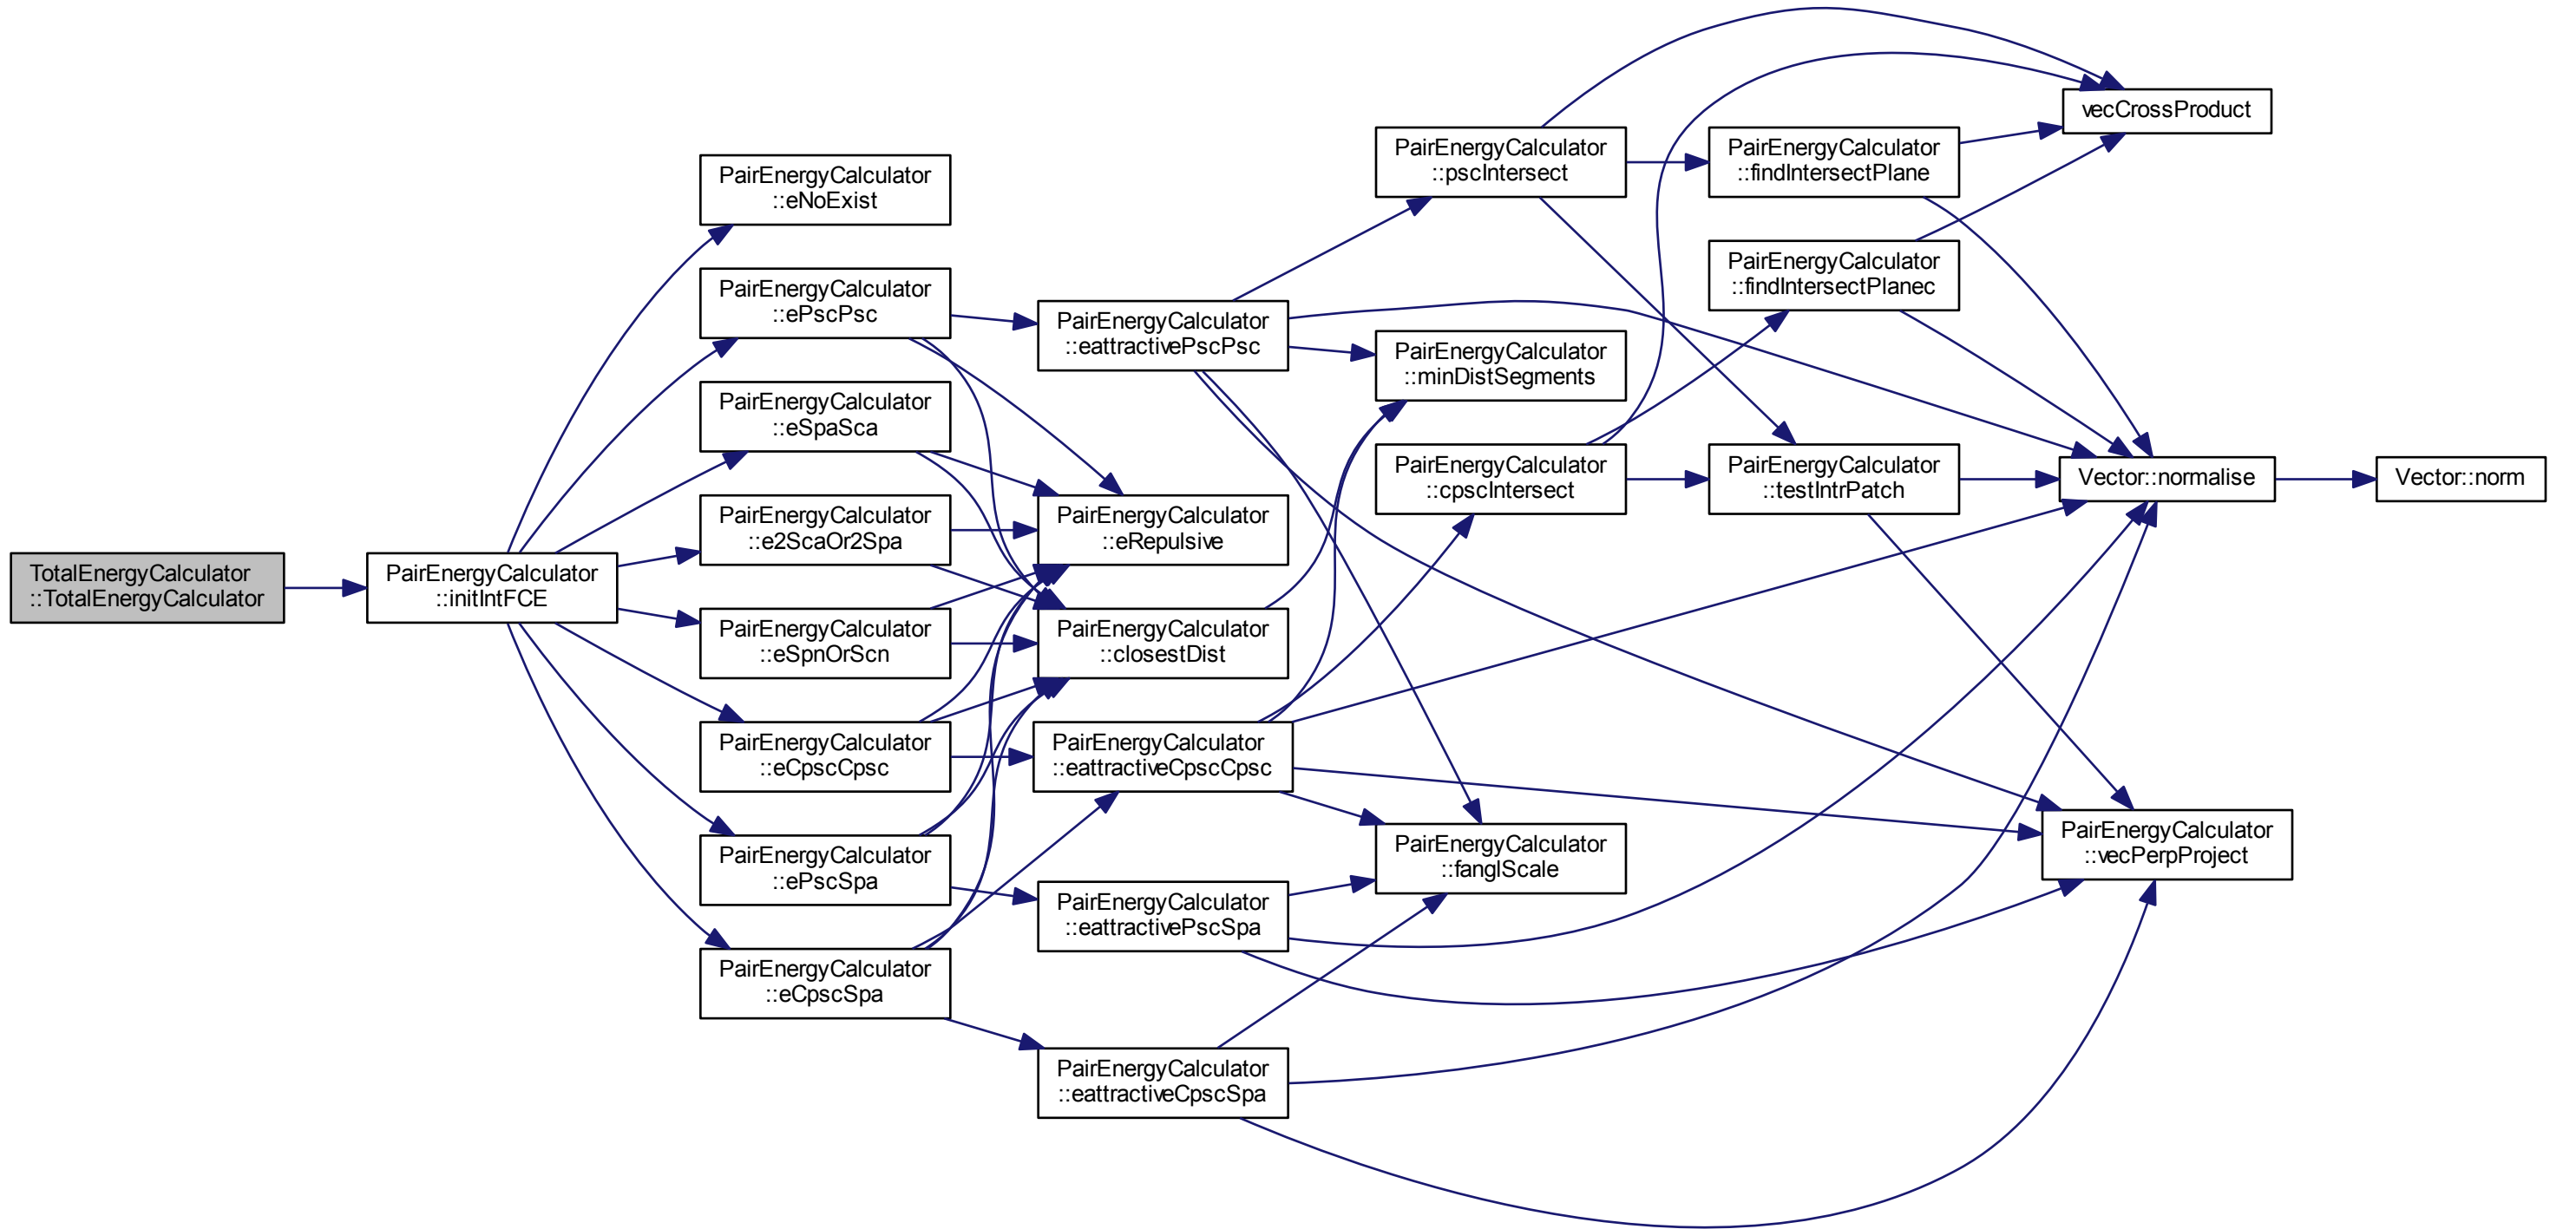 TotalEnergyCalculator
::TotalEnergyCalculator
PairEnergyCalculator
::initIntFCE
PairEnergyCalculator
::eNoExist
PairEnergyCalculator
::ePscPsc
PairEnergyCalculator
::eSpaSca
PairEnergyCalculator
::e2ScaOr2Spa
PairEnergyCalculator
::eSpnOrScn
PairEnergyCalculator
::eCpscCpsc
PairEnergyCalculator
::ePscSpa
PairEnergyCalculator
::eCpscSpa
PairEnergyCalculator
::eattractivePscPsc
PairEnergyCalculator
::eRepulsive
PairEnergyCalculator
::closestDist
PairEnergyCalculator
::eattractiveCpscCpsc
PairEnergyCalculator
::eattractivePscSpa
PairEnergyCalculator
::eattractiveCpscSpa
PairEnergyCalculator
::pscIntersect
PairEnergyCalculator
::minDistSegments
PairEnergyCalculator
::cpscIntersect
PairEnergyCalculator
::fanglScale
PairEnergyCalculator
::findIntersectPlane
PairEnergyCalculator
::findIntersectPlanec
PairEnergyCalculator
::testIntrPatch
vecCrossProduct
Vector::normalise
PairEnergyCalculator
::vecPerpProject
Vector::norm